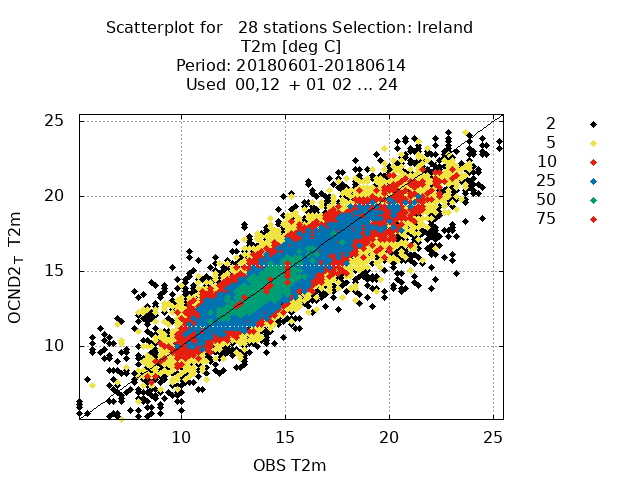 Scatterplot for   28 stations Selection: Ireland
T2m [deg C]
Period: 20180601-20180614
Used  00,12  + 01 02 ... 24
25
20
15
10
OCND2_T  T2m
10 15 20 25
OBS T2m
2
5
10
25
50
75